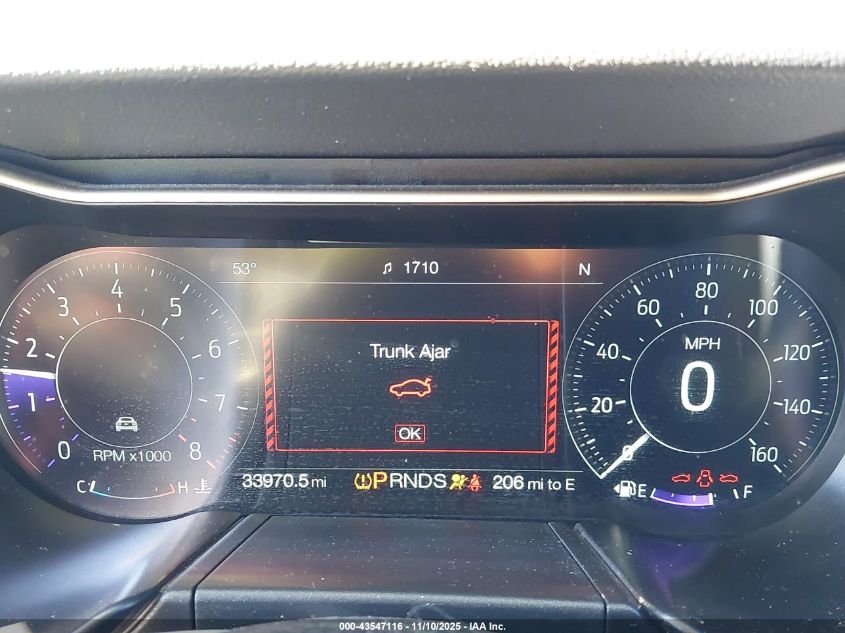 53° 1710 N
Trunk Ajar
OK
0 1 2 3 4 5 6 7 8
RPM x1000
C H
33970.5 mi PRNDS 206 mi to E
0 20 40 60 80 100 120 140 160
MPH
0
E F
000-43547116 - 11/10/2025 - IAA Inc.